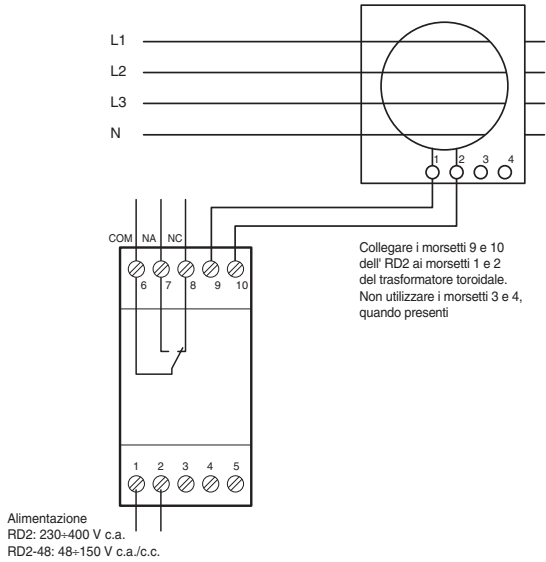 L1
L2
L3
N
1 2 3 4
COM NA NC
6 7 8 9 10
Collegare i morsetti 9 e 10
dell' RD2 ai morsetti 1 e 2
del trasformatore toroidale.
Non utilizzare i morsetti 3 e 4,
quando presenti
1 2 3 4 5
Alimentazione
RD2: 230÷400 V c.a.
RD2-48: 48÷150 V c.a./c.c.